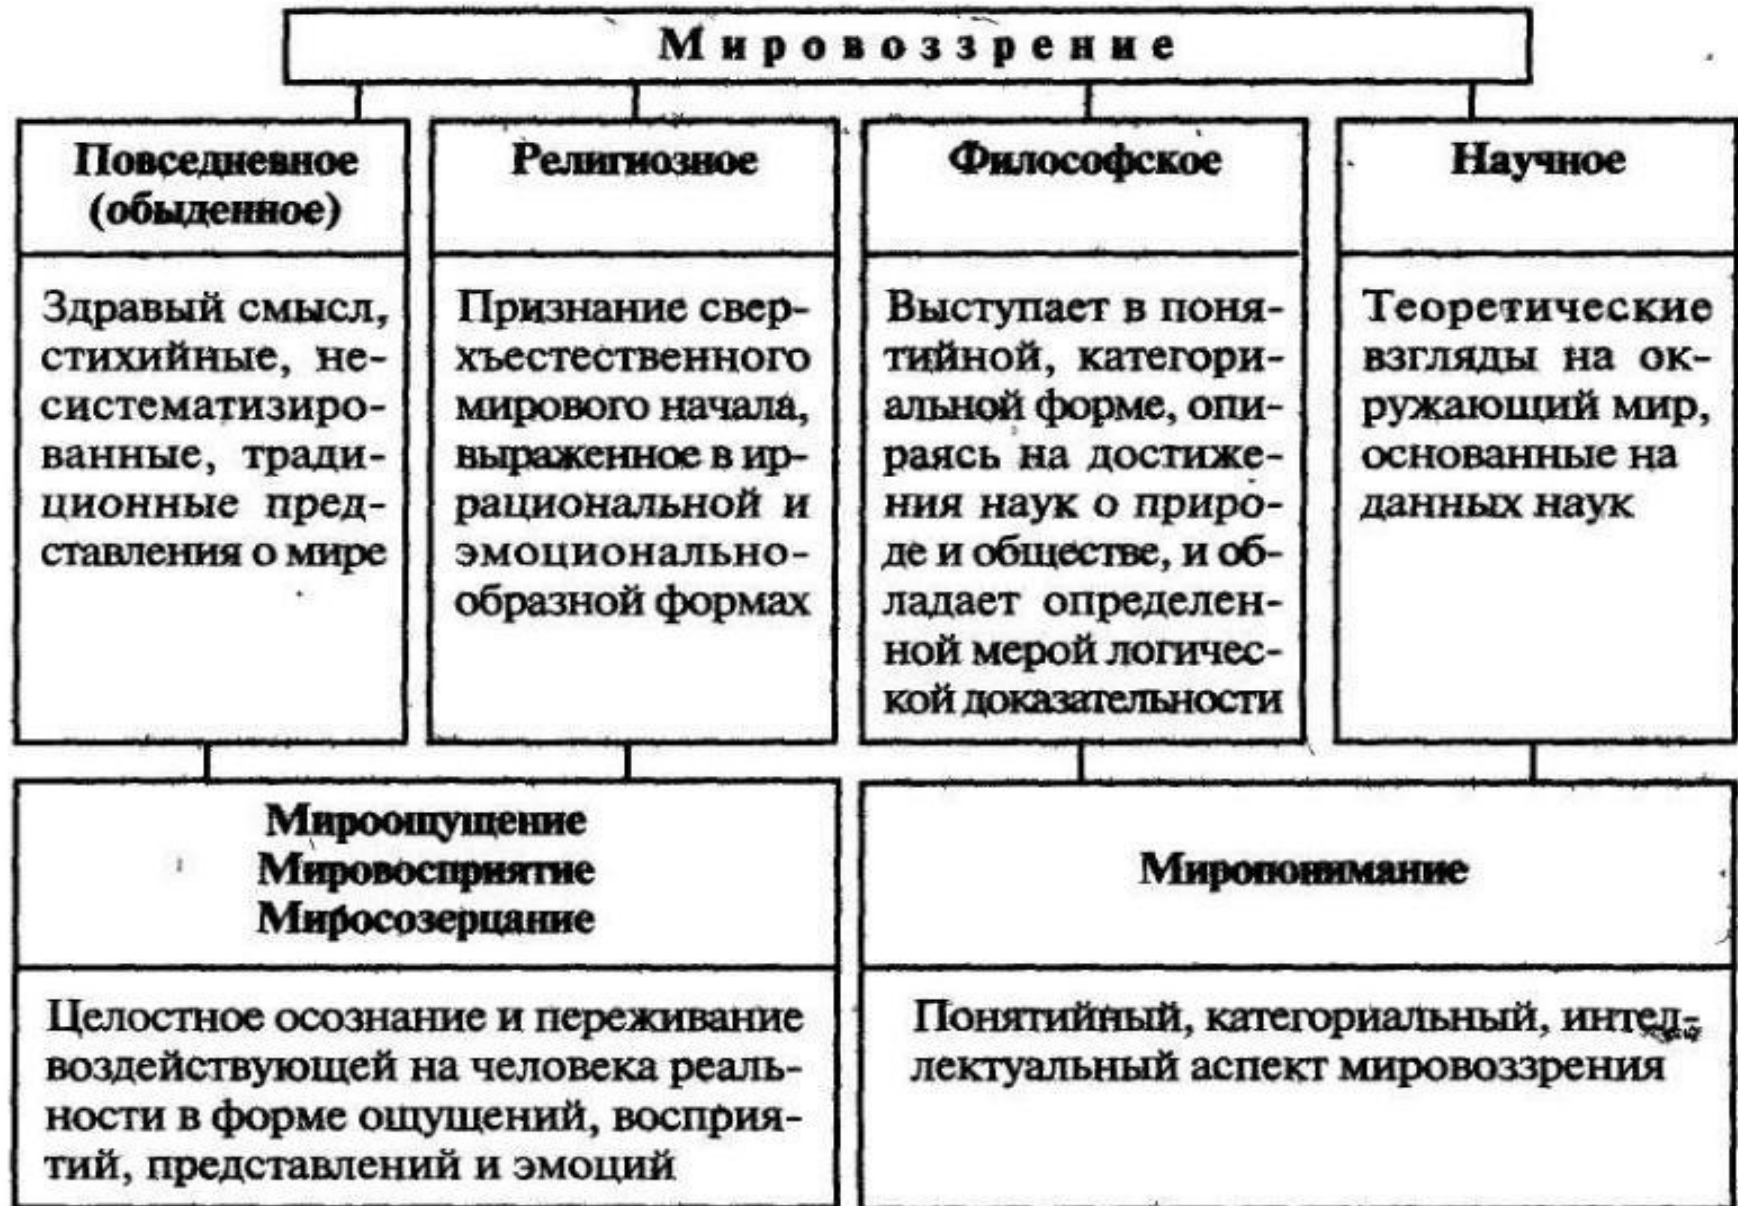 Мировоззрение
Повседневное
(обыденное)
Здравый смысл,
стихийные, не-
систематизиро-
ванные, тради-
ционные пред-
ставления о мире
Религиозное
Признание свер-
хъестественного
мирового начала,
выраженное в ир-
рациональной и
эмоционально-
образной формах
Философское
Выступает в поня-
тийной, категори-
альной форме, опи-
раясь на достиже-
ния наук о приро-
де и обществе, и об-
ладает определен-
ной мерой логичес-
кой доказательности
Научное
Теоретические
взгляды на ок-
ружающий мир,
основанные на
данных наук
Мироощущение
Мировосприятие
Миросозерцание
Целостное осознание и переживание
воздействующей на человека реаль-
ности в форме ощущений, восприя-
тий, представлений и эмоций
Миропонимание
Понятийный, категориальный, интел-
лектуальный аспект мировоззрения